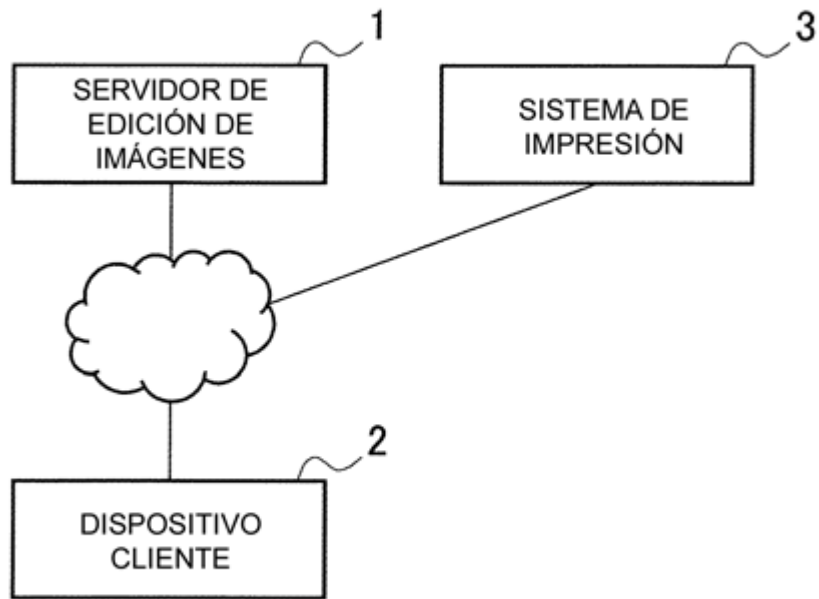 1
SERVIDOR DE
EDICIÓN DE
IMÁGENES
3
SISTEMA DE
IMPRESIÓN
2
DISPOSITIVO
CLIENTE